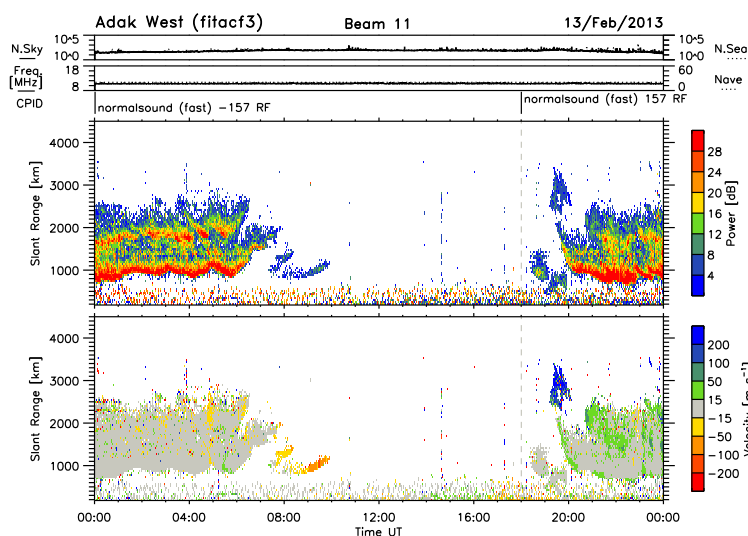 Adak West (fitacf3) Beam 11 13/Feb/2013
10^5 10^5
N.Sky N.Sea
10^0 10^0
Freq. 18 60
[MHz] 8 0 Nave
CPID normalsound (fast) -157 RF normalsound (fast) 157 RF
4000
3000
2000
1000
Slant Range [km]
28
24
20
16
12
8
4
Power [dB]
4000
3000
2000
1000
Slant Range [km]
200
100
50
15
-15
-50
-100
-200
Velocity [m s^-1]
00:00 04:00 08:00 12:00 16:00 20:00 00:00
Time UT